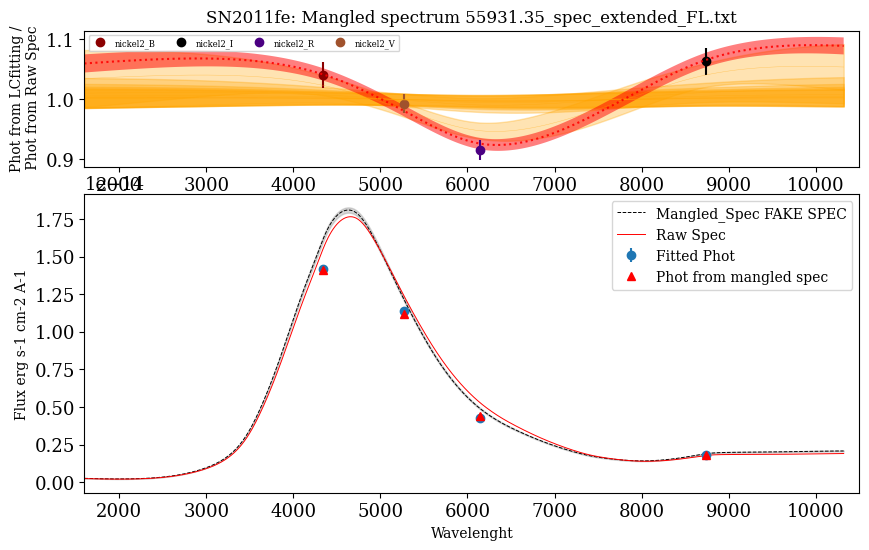 SN2011fe: Mangled spectrum 55931.35_spec_extended_FL.txt
Phot from LCfitting /
Phot from Raw Spec
1.1
1.0
0.9
nickel2_B nickel2_I nickel2_R nickel2_V
2000 3000 4000 5000 6000 7000 8000 9000 10000
1e−14
Flux erg s-1 cm-2 A-1
1.75
1.50
1.25
1.00
0.75
0.50
0.25
0.00
Mangled_Spec FAKE SPEC
Raw Spec
Fitted Phot
Phot from mangled spec
2000 3000 4000 5000 6000 7000 8000 9000 10000
Wavelenght